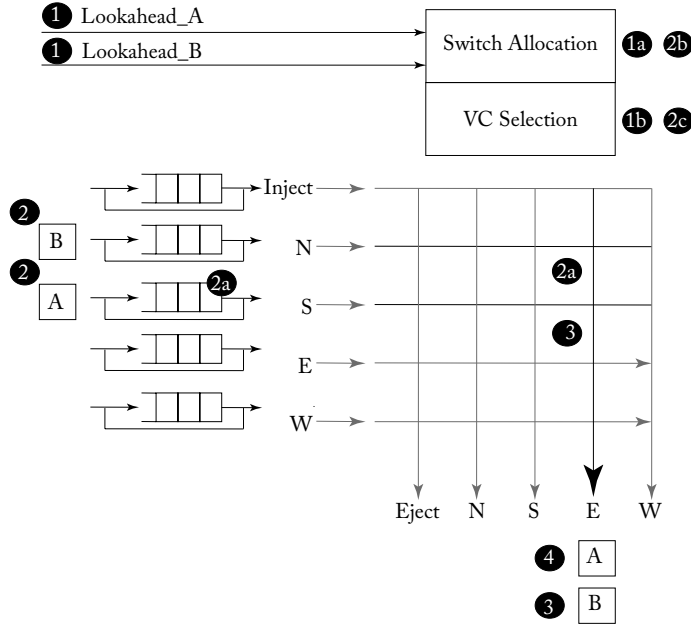 1 Lookahead_A
1 Lookahead_B
Switch Allocation 1a 2b
VC Selection 1b 2c
Inject
2
B
N
2
2a
2a
A
S
3
E
W
Eject N S E W
4 A
3 B